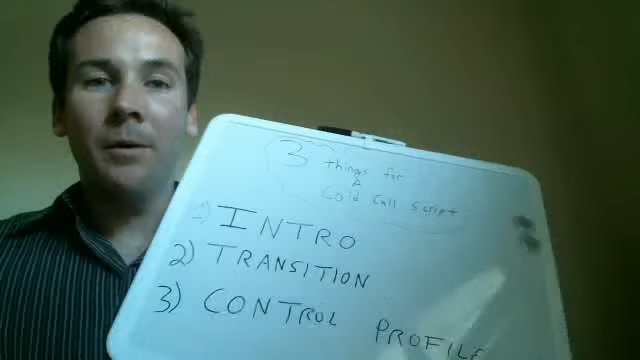 3 things for
a
Cold Call Script
1) INTRO
2) TRANSITION
3) CONTROL PROFILE